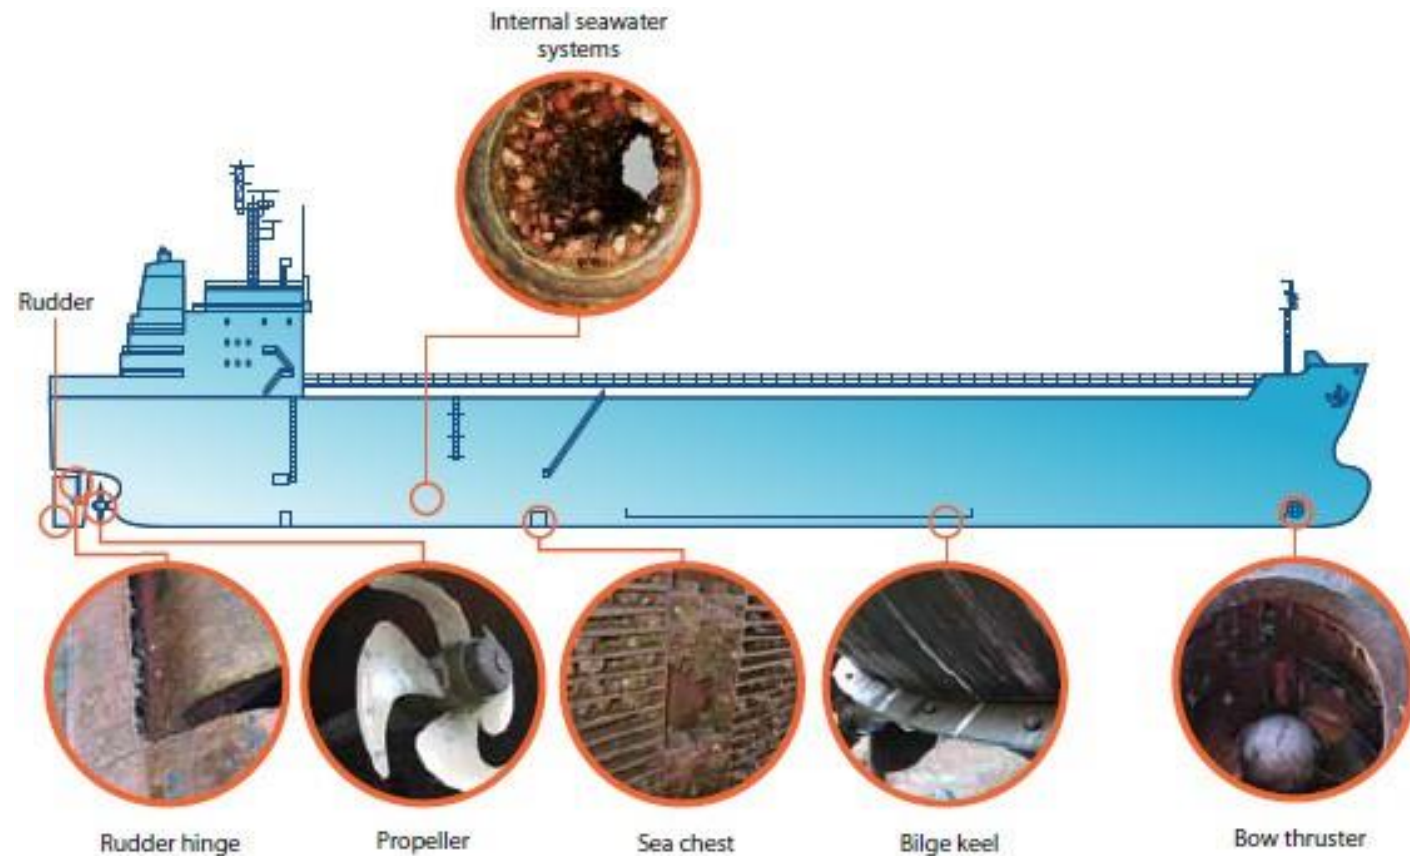 Internal seawater
systems
Rudder
Rudder hinge
Propeller
Sea chest
Bilge keel
Bow thruster